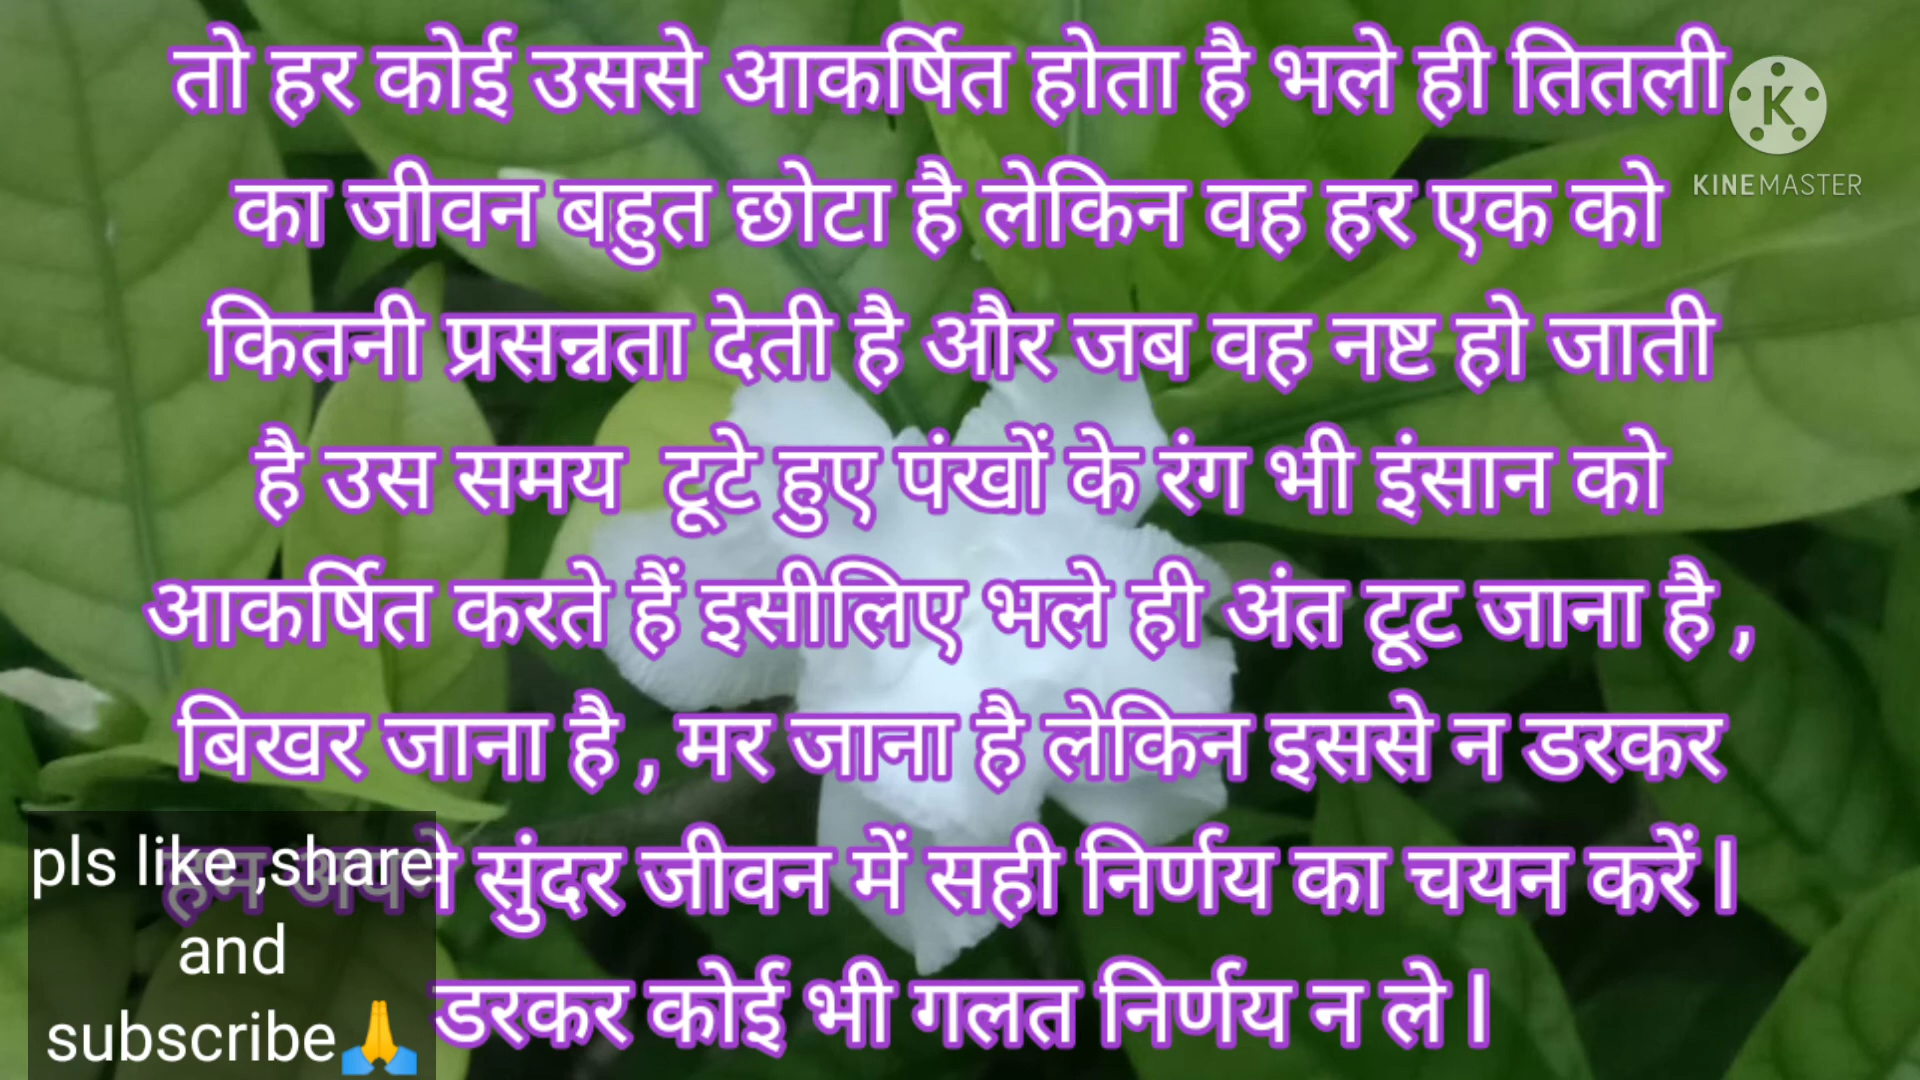 तो हर कोई उससे आकर्षित होता है भले ही तितली
का जीवन बहुत छोटा है लेकिन वह हर एक को
कितनी प्रसन्नता देती है और जब वह नष्ट हो जाती
है उस समय  टूटे हुए पंखों के रंग भी इंसान को
आकर्षित करते हैं इसीलिए भले ही अंत टूट जाना है ,
बिखर जाना है , मर जाना है लेकिन इससे न डरकर
हम अपने सुंदर जीवन में सही निर्णय का चयन करें।
डरकर कोई भी गलत निर्णय न ले।
KINEMASTER
pls like ,share
and
subscribe🙏